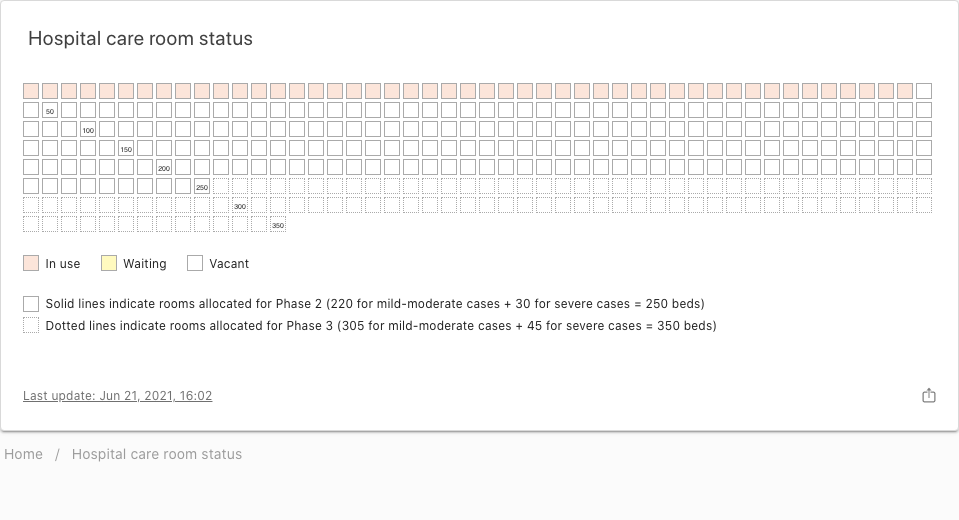 Hospital care room status
50
100
150
200
250
300
350
In use Waiting Vacant
Solid lines indicate rooms allocated for Phase 2 (220 for mild-moderate cases + 30 for severe cases = 250 beds)
Dotted lines indicate rooms allocated for Phase 3 (305 for mild-moderate cases + 45 for severe cases = 350 beds)
Last update: Jun 21, 2021, 16:02
Home / Hospital care room status